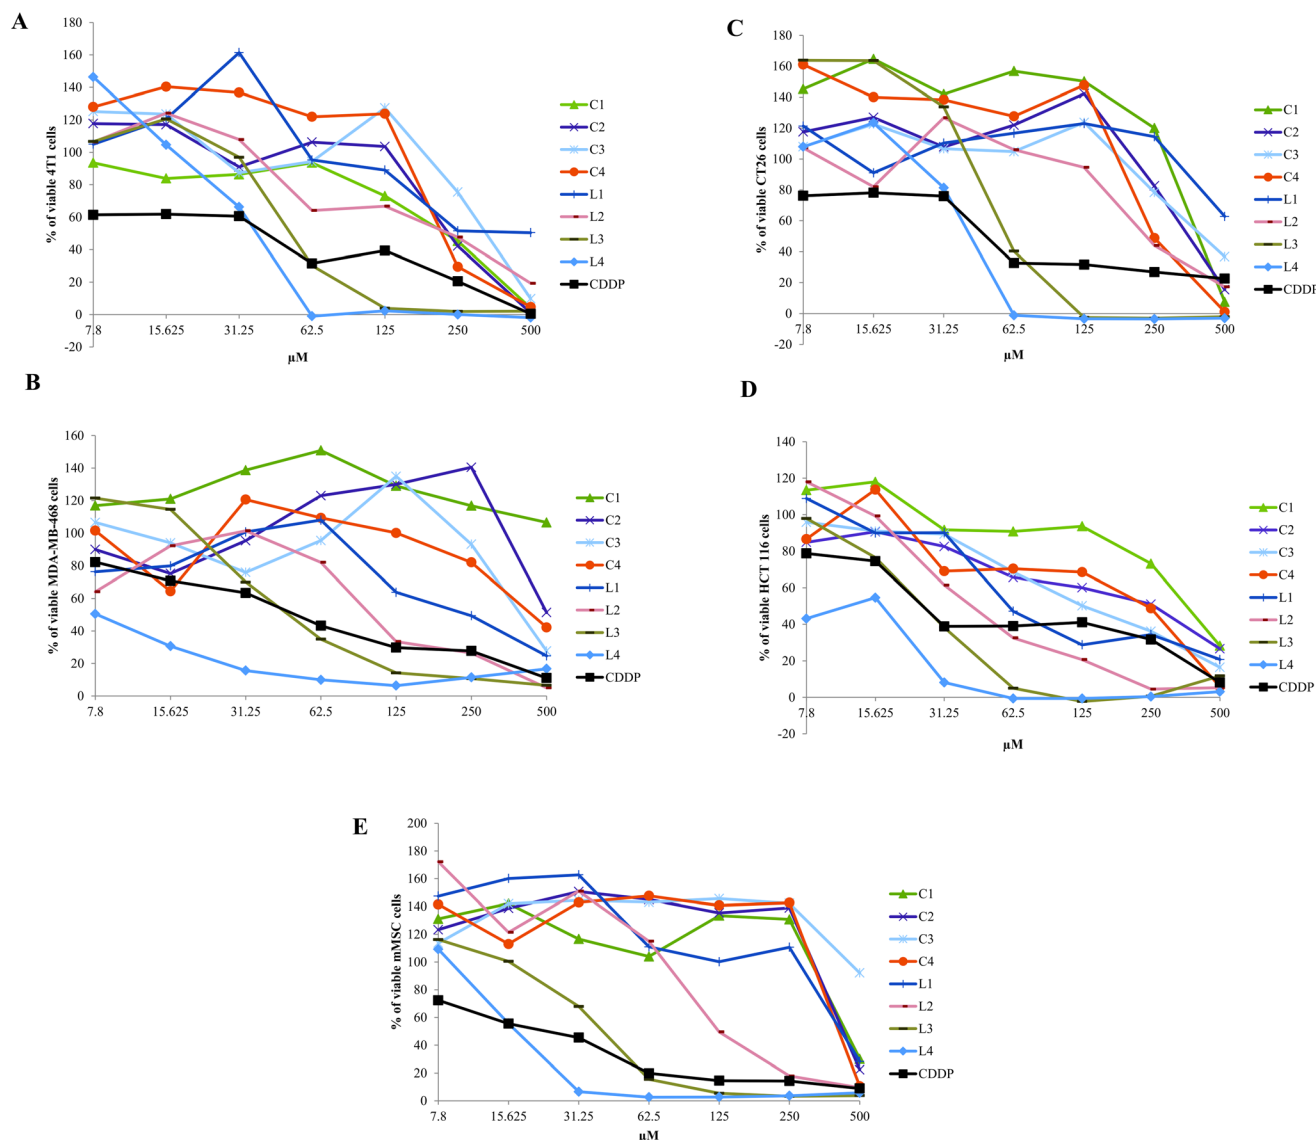 A
% of viable 4T1 cells
180
160
140
120
100
80
60
40
20
0
-20
7.8 15.625 31.25 62.5 125 250 500
µM
C1
C2
C3
C4
L1
L2
L3
L4
CDDP
C
% of viable CT26 cells
180
160
140
120
100
80
60
40
20
0
-20
7.8 15.625 31.25 62.5 125 250 500
µM
C1
C2
C3
C4
L1
L2
L3
L4
CDDP
B
% of viable MDA-MB-468 cells
160
140
120
100
80
60
40
20
0
7.8 15.625 31.25 62.5 125 250 500
µM
C1
C2
C3
C4
L1
L2
L3
L4
CDDP
D
% of viable HCT 116 cells
140
120
100
80
60
40
20
0
-20
7.8 15.625 31.25 62.5 125 250 500
µM
C1
C2
C3
C4
L1
L2
L3
L4
CDDP
E
% of viable mMSC cells
200
180
160
140
120
100
80
60
40
20
0
7.8 15.625 31.25 62.5 125 250 500
µM
C1
C2
C3
C4
L1
L2
L3
L4
CDDP